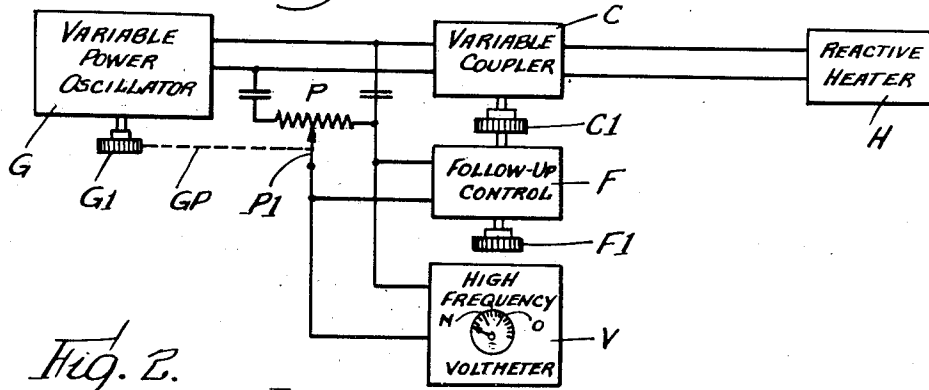 VARIABLE
POWER
OSCILLATOR
G
G1
GP
P
P1
VARIABLE
COUPLER
C
C1
REACTIVE
HEATER
H
FOLLOW-UP
CONTROL
F
F1
HIGH
FREQUENCY
N O
VOLTMETER
V
Fig. 2.